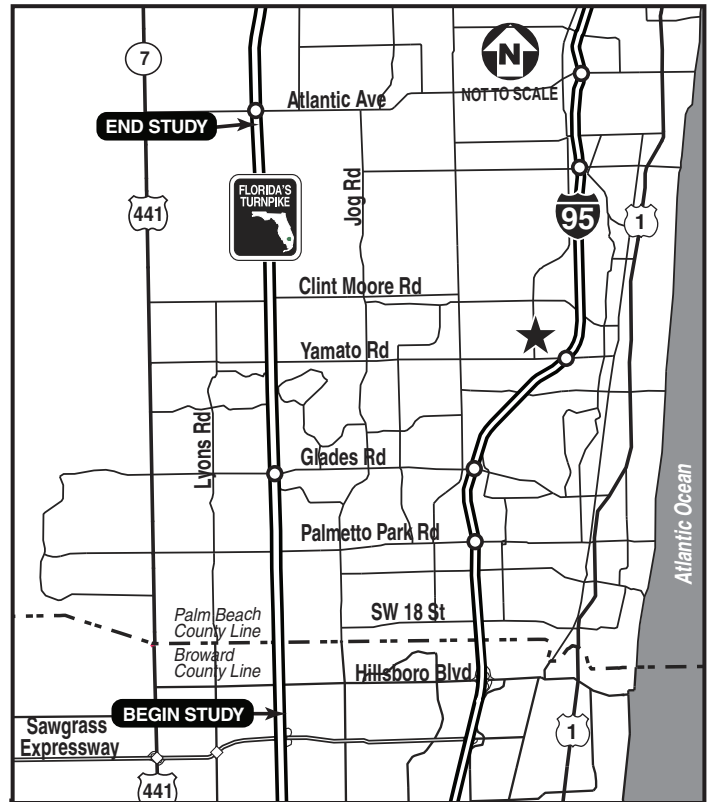 7
N
NOT TO SCALE
Atlantic Ave
END STUDY
FLORIDA'S
TURNPIKE
Jog Rd
441
95
1
Clint Moore Rd
Yamato Rd
Lyons Rd
Glades Rd
Palmetto Park Rd
Atlantic Ocean
SW 18 St
Palm Beach
County Line
Broward
County Line
Hillsboro Blvd
BEGIN STUDY
Sawgrass
Expressway
1
441